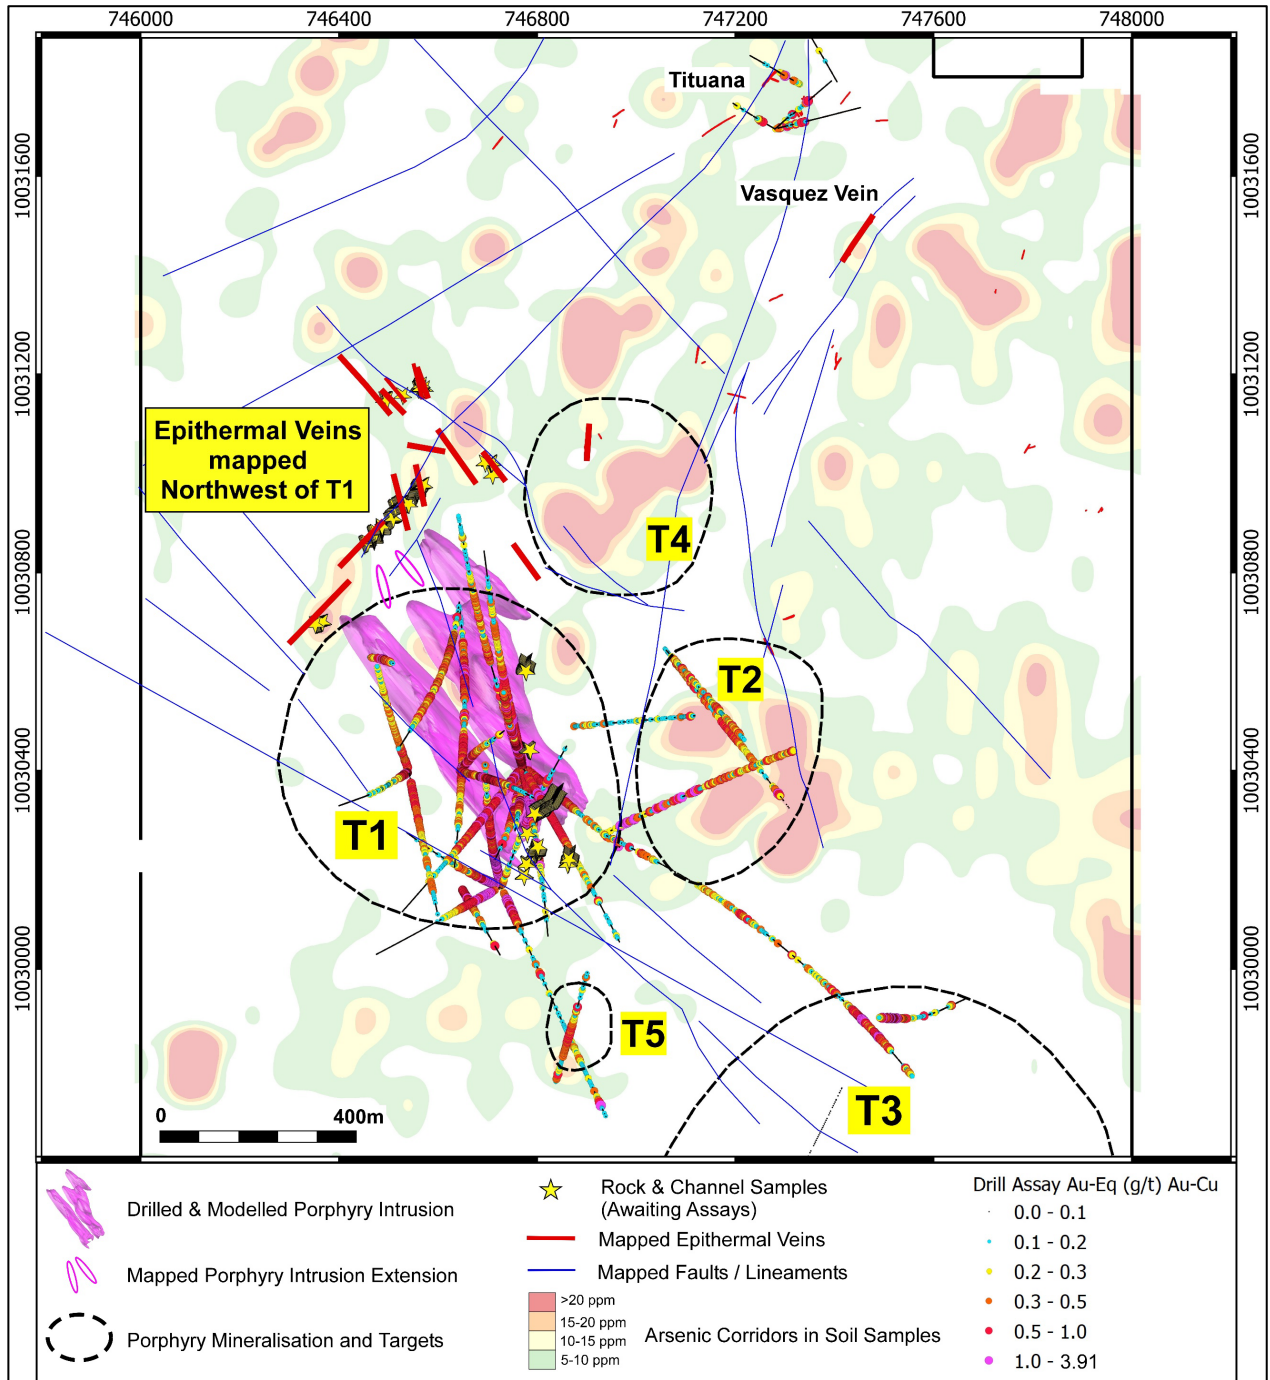 746000 746400 746800 747200 747600 748000
Tituana
10031600
10031600
Vasquez Vein
10031200
10031200
Epithermal Veins
mapped
Northwest of T1
T4
10030800
10030800
T2
10030400
10030400
T1
10030000
10030000
T5
T3
0 400m
Drilled & Modelled Porphyry Intrusion
Mapped Porphyry Intrusion Extension
Porphyry Mineralisation and Targets
Rock & Channel Samples
(Awaiting Assays)
Mapped Epithermal Veins
Mapped Faults / Lineaments
>20 ppm
15-20 ppm
10-15 ppm
5-10 ppm
Arsenic Corridors in Soil Samples
Drill Assay Au-Eq (g/t) Au-Cu
0.0 - 0.1
0.1 - 0.2
0.2 - 0.3
0.3 - 0.5
0.5 - 1.0
1.0 - 3.91